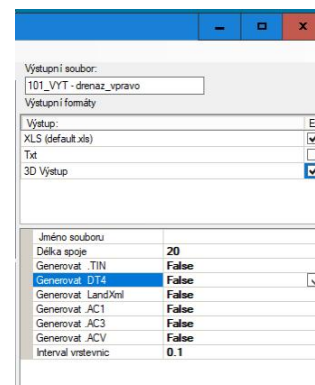 Výstupní soubor:
101_VYT - drenaz_vpravo
Výstupní formáty
Výstup: E
XLS (default.xls)
Txt
3D Výstup
Jméno souboru
Délka spoje 20
Generovat .TIN False
Generovat DT4 False
Generovat LandXml False
Generovat .AC1 False
Generovat .AC3 False
Generovat .ACV False
Interval vrstevnic 0.1